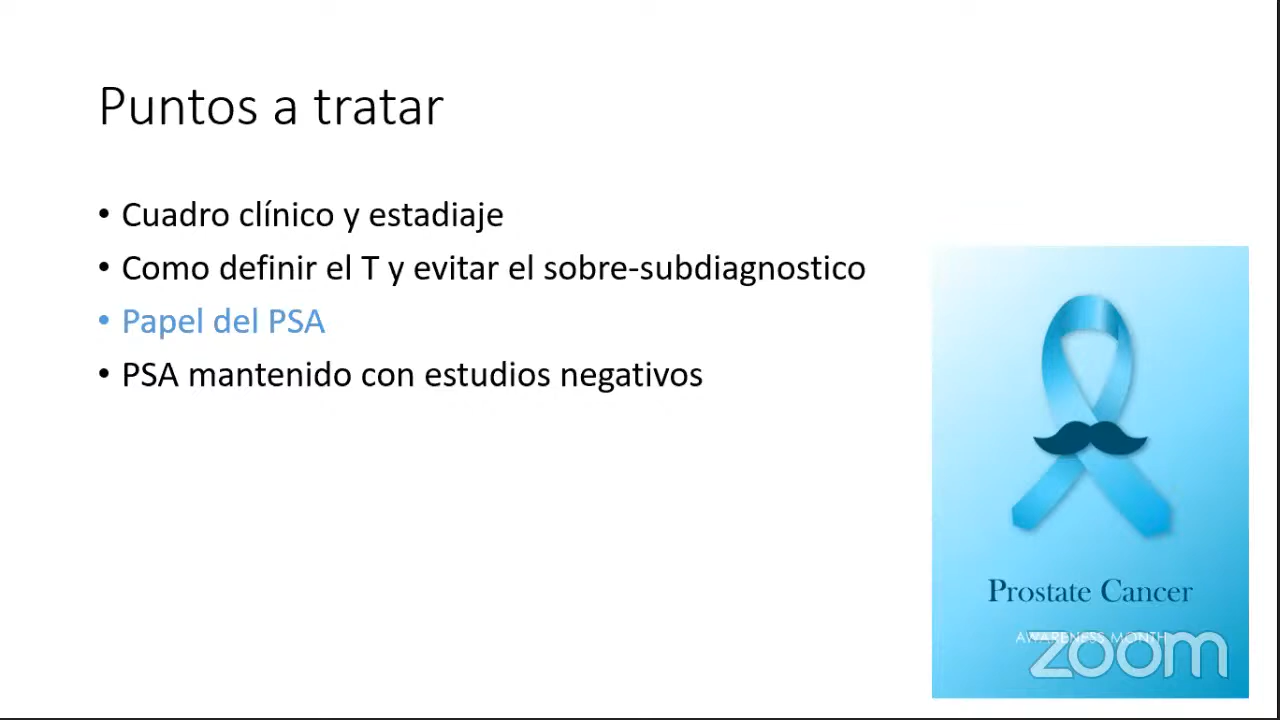 Puntos a tratar
• Cuadro clínico y estadiaje
• Como definir el T y evitar el sobre-subdiagnostico
• Papel del PSA
• PSA mantenido con estudios negativos
Prostate Cancer
AWARENESS MONTH
zoom